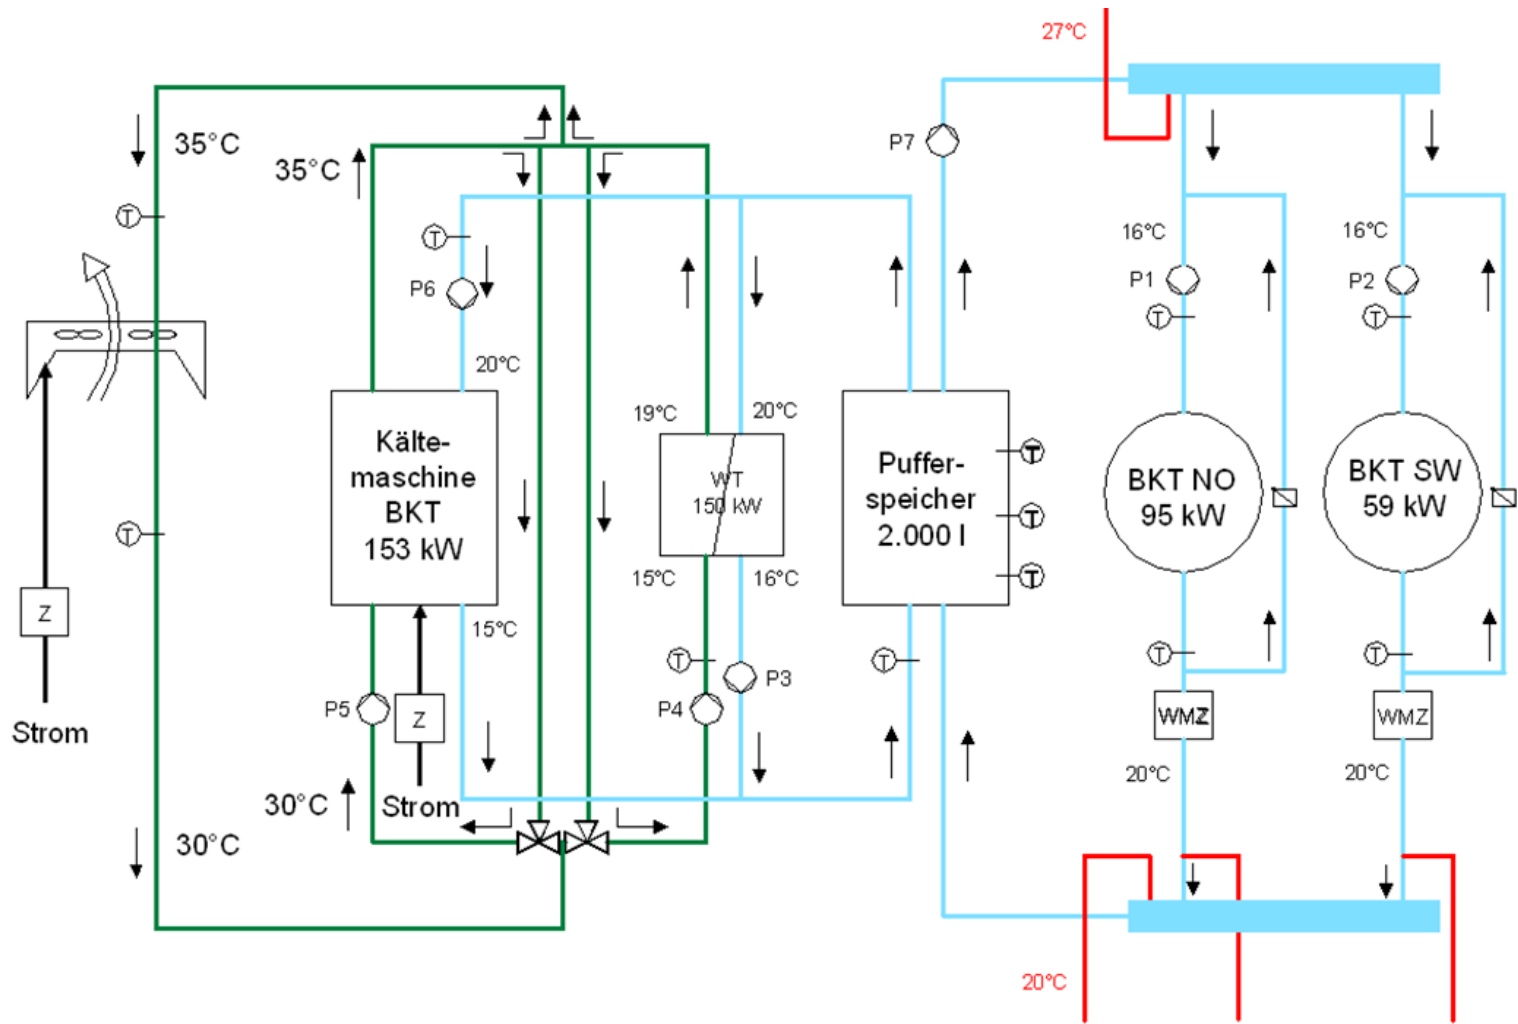 27°C
35°C
P7
35°C
T
T
P6
16°C
16°C
P1
P2
T
T
20°C
19°C
20°C
Kälte-
maschine
BKT
153 kW
WT
150 kW
Puffer-
speicher
2.000 l
T
T
T
BKT NO
95 kW
BKT SW
59 kW
T
15°C
16°C
Z
15°C
T
T
T
T
P3
P5
Z
P4
WMZ
WMZ
Strom
20°C
20°C
30°C
Strom
30°C
20°C